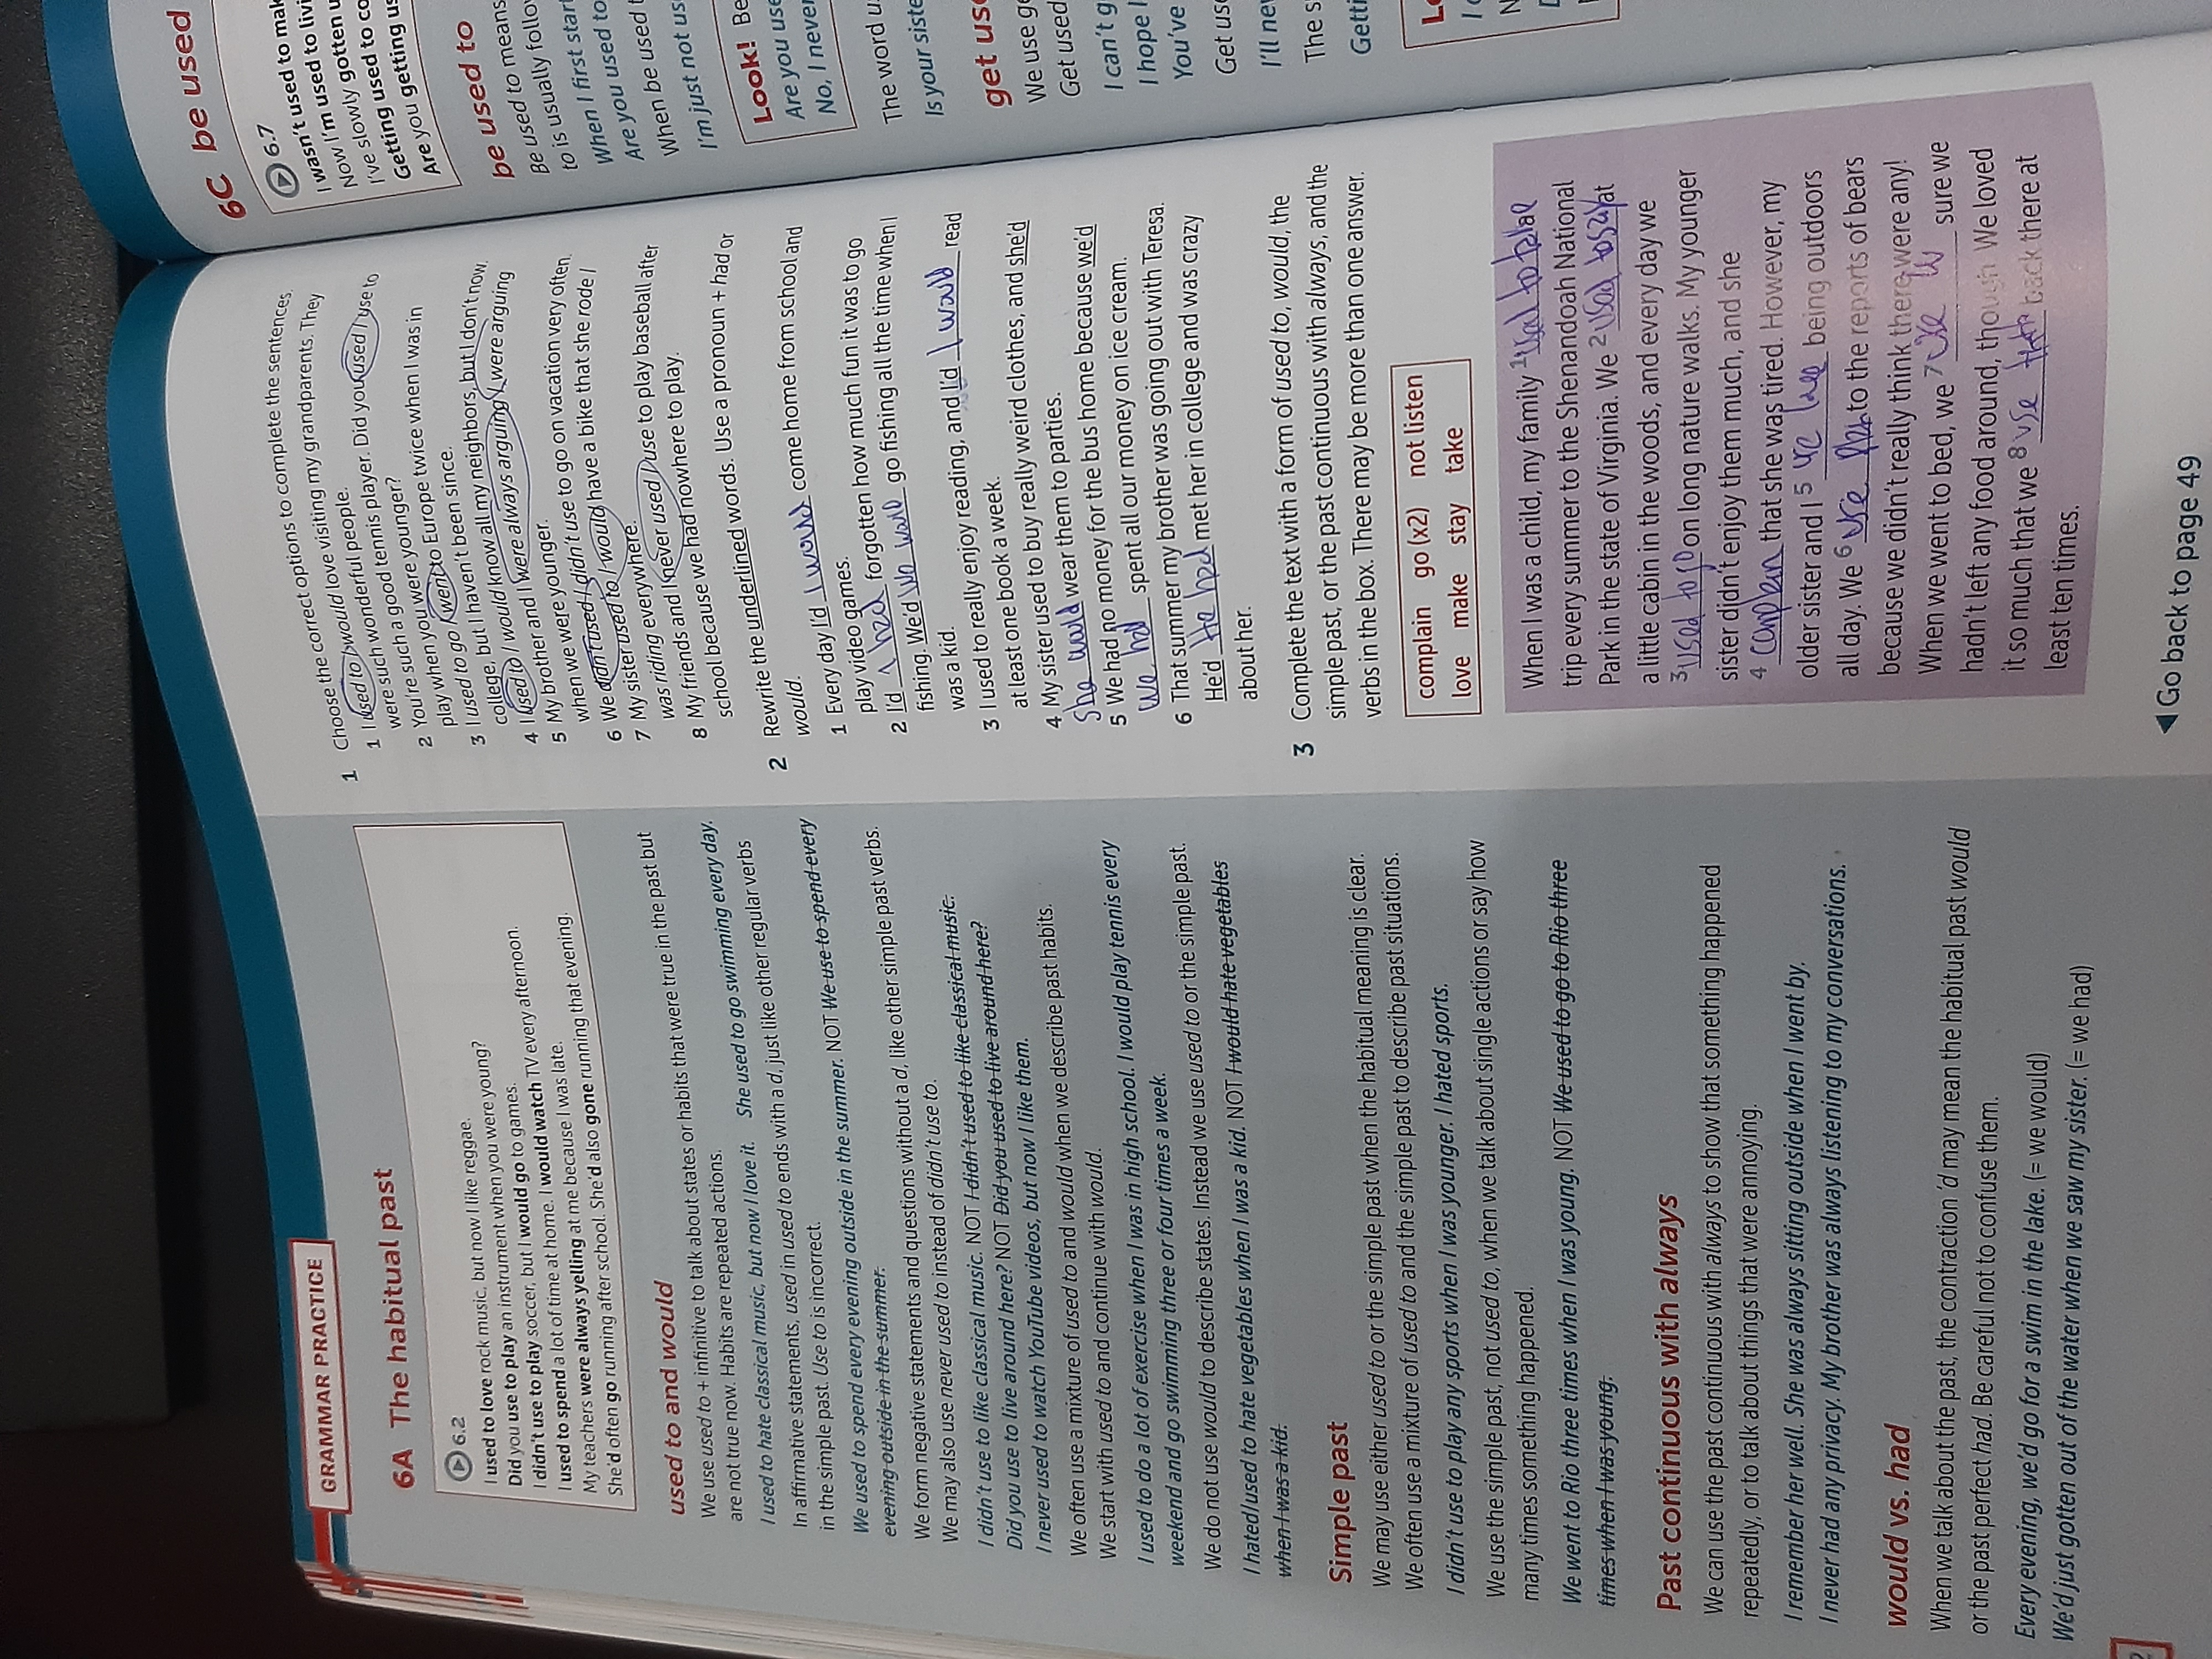 GRAMMAR PRACTICE
6A The habitual past
6.2
I used to love rock music, but now I like reggae.
Did you use to play an instrument when you were young?
I didn't use to play soccer, but I would go to games.
I used to spend a lot of time at home. I would watch TV every afternoon.
My teachers were always yelling at me because I was late.
She'd often go running after school. She'd also gone running that evening.
used to and would
We use used to + infinitive to talk about states or habits that were true in the past but
are not true now. Habits are repeated actions.
I used to hate classical music, but now I love it. She used to go swimming every day.
In affirmative statements, used in used to ends with a d, just like other regular verbs
in the simple past. Use to is incorrect.
We used to spend every evening outside in the summer. NOT We use to spend every
evening outside in the summer.
We form negative statements and questions without a d, like other simple past verbs.
We may also use never used to instead of didn't use to.
I didn't use to like classical music. NOT I didn't used to like classical music.
Did you use to live around here? NOT Did you used to live around here?
I never used to watch YouTube videos, but now I like them.
We often use a mixture of used to and would when we describe past habits.
We start with used to and continue with would.
I used to do a lot of exercise when I was in high school. I would play tennis every
weekend and go swimming three or four times a week.
We do not use would to describe states. Instead we use used to or the simple past.
I hated/used to hate vegetables when I was a kid. NOT I would hate vegetables
when I was a kid.
Simple past
We may use either used to or the simple past when the habitual meaning is clear.
We often use a mixture of used to and the simple past to describe past situations.
I didn't use to play any sports when I was younger. I hated sports.
We use the simple past, not used to, when we talk about single actions or say how
many times something happened.
We went to Rio three times when I was young. NOT We used to go to Rio three
times when I was young.
Past continuous with always
We can use the past continuous with always to show that something happened
repeatedly, or to talk about things that were annoying.
I remember her well. She was always sitting outside when I went by.
I never had any privacy. My brother was always listening to my conversations.
would vs. had
When we talk about the past, the contraction 'd may mean the habitual past would
or the past perfect had. Be careful not to confuse them.
Every evening, we'd go for a swim in the lake. (= we would)
We'd just gotten out of the water when we saw my sister. (= we had)
2
1 Choose the correct options to complete the sentences.
1 I used to / would love visiting my grandparents. They
were such wonderful people.
2 You're such a good tennis player. Did you used / use to
play when you were younger?
3 I used to go / went to Europe twice when I was in
college, but I haven't been since.
4 I used to / would know all my neighbors, but I don't now.
5 My brother and I were always arguing / were arguing
when we were younger.
6 We didn't used / didn't use to go on vacation very often.
7 My sister used to / would have a bike that she rode /
was riding everywhere.
8 My friends and I never used / use to play baseball after
school because we had nowhere to play.
2 Rewrite the underlined words. Use a pronoun + had or
would.
1 Every day I'd I would come home from school and
play video games.
2 I'd I had forgotten how much fun it was to go
fishing. We'd We would go fishing all the time when I
was a kid.
3 I used to really enjoy reading, and I'd I would read
at least one book a week.
4 My sister used to buy really weird clothes, and she'd
She would wear them to parties.
5 We had no money for the bus home because we'd
We had spent all our money on ice cream.
6 That summer my brother was going out with Teresa.
He'd He had met her in college and was crazy
about her.
3 Complete the text with a form of used to, would, the
simple past, or the past continuous with always, and the
verbs in the box. There may be more than one answer.
complain go (x2) not listen
love make stay take
When I was a child, my family 1 used to take a
trip every summer to the Shenandoah National
Park in the state of Virginia. We 2 used to at
a little cabin in the woods, and every day we
3 used to go on long nature walks. My younger
sister didn't enjoy them much, and she
4 that she was tired. However, my
older sister and I 5 being outdoors
all day. We 6 use to the reports of bears
because we didn't really think there were any!
When we went to bed, we 7 use sure we
hadn't left any food around, though. We loved
it so much that we 8 use back there at
least ten times.
Go back to page 49
6C be used
6.7
I wasn't used to mak
Now I'm used to livi
I've slowly gotten u
Getting used to co
Are you getting us
be used to
Be used to means
to is usually follo
When I first start
Are you used to
When be used t
I'm just not us
Look! Be
Are you use
No, I never
The word u
Is your siste
get use
We use ge
Get used
I can't g
I hope I
You've
Get use
I'll nev
The s
Getti